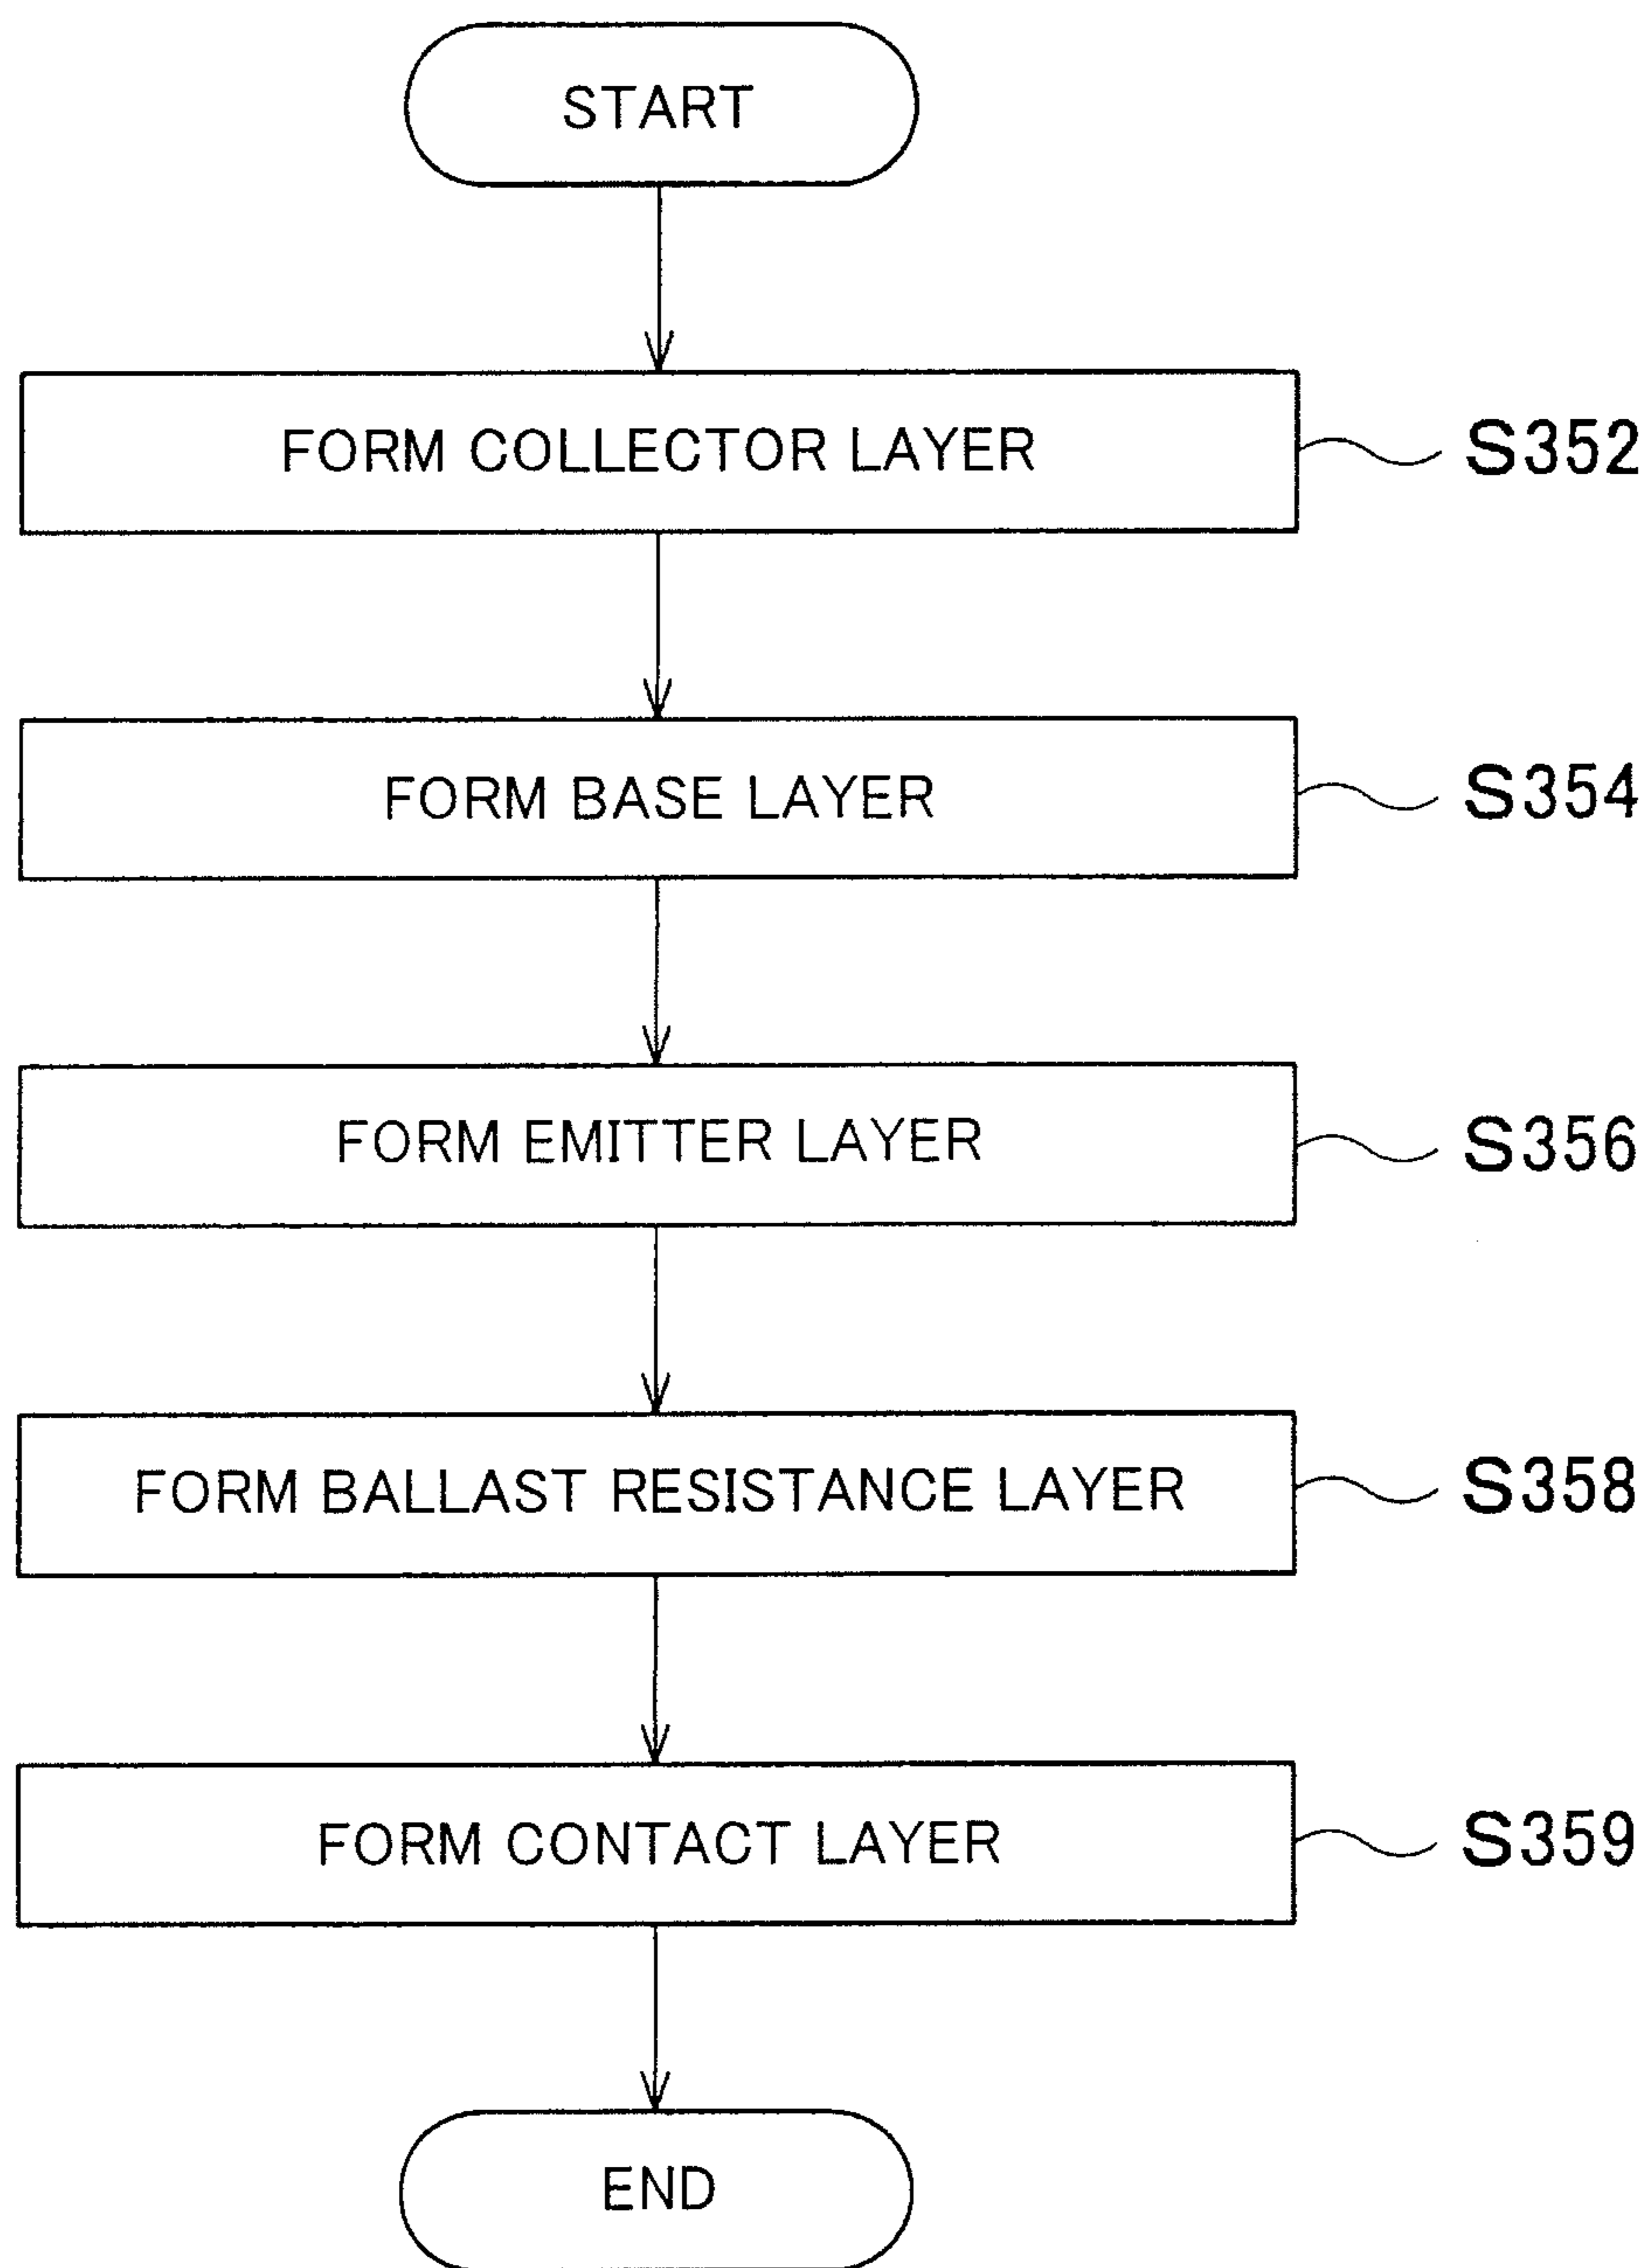 START
FORM COLLECTOR LAYER
S352
FORM BASE LAYER
S354
FORM EMITTER LAYER
S356
FORM BALLAST RESISTANCE LAYER
S358
FORM CONTACT LAYER
S359
END